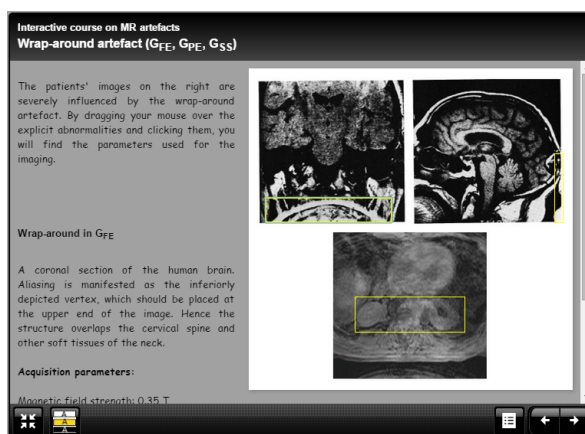 Interactive course on MR artefacts
Wrap-around artefact (GFE, GPE, GSS)
The patients' images on the right are
severely influenced by the wrap-around
artefact. By dragging your mouse over the
explicit abnormalities and clicking them, you
will find the parameters used for the
imaging.
Wrap-around in GFE
A coronal section of the human brain.
Aliasing is manifested as the inferiorly
depicted vertex, which should be placed at
the upper end of the image. Hence the
structure overlaps the cervical spine and
other soft tissues of the neck.
Acquisition parameters:
Magnetic field strength: 0.35 T
A
A
A